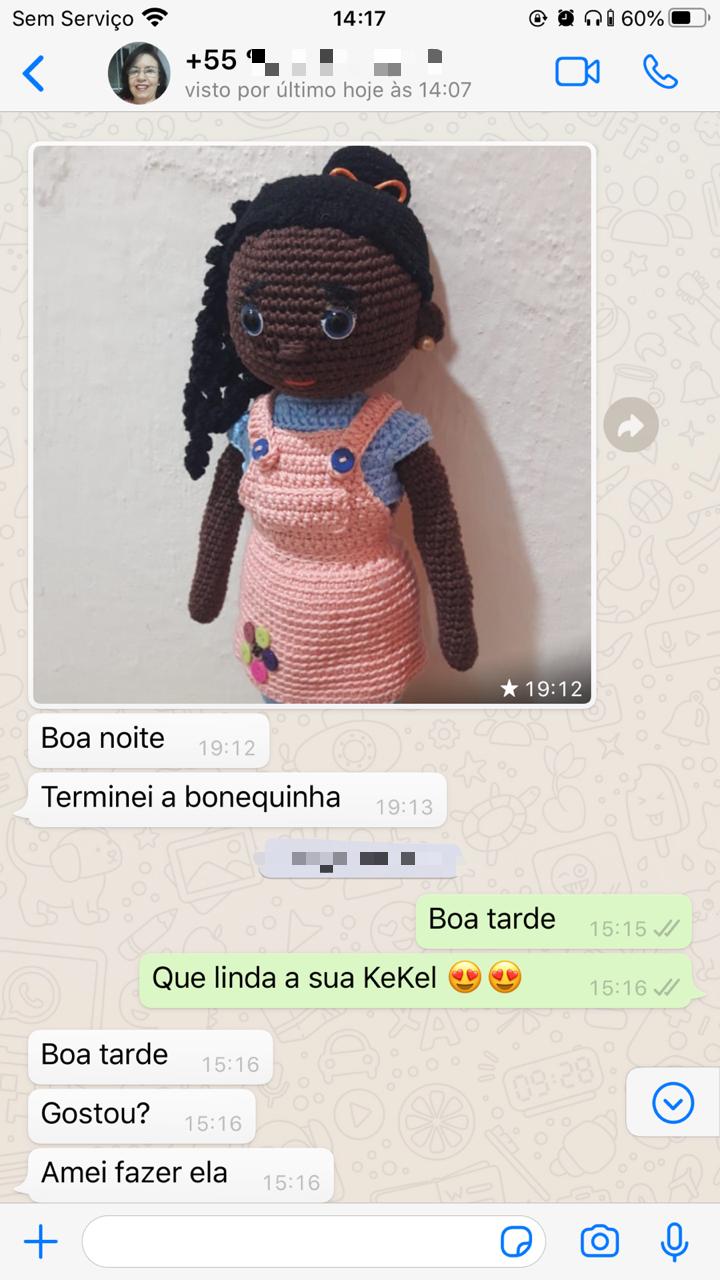 Sem Serviço 14:17 60%
+55
visto por último hoje às 14:07
19:12
Boa noite 19:12
Terminei a bonequinha 19:13
Boa tarde 15:15
Que linda a sua KeKel 😍😍 15:16
Boa tarde 15:16
Gostou? 15:16
Amei fazer ela 15:16